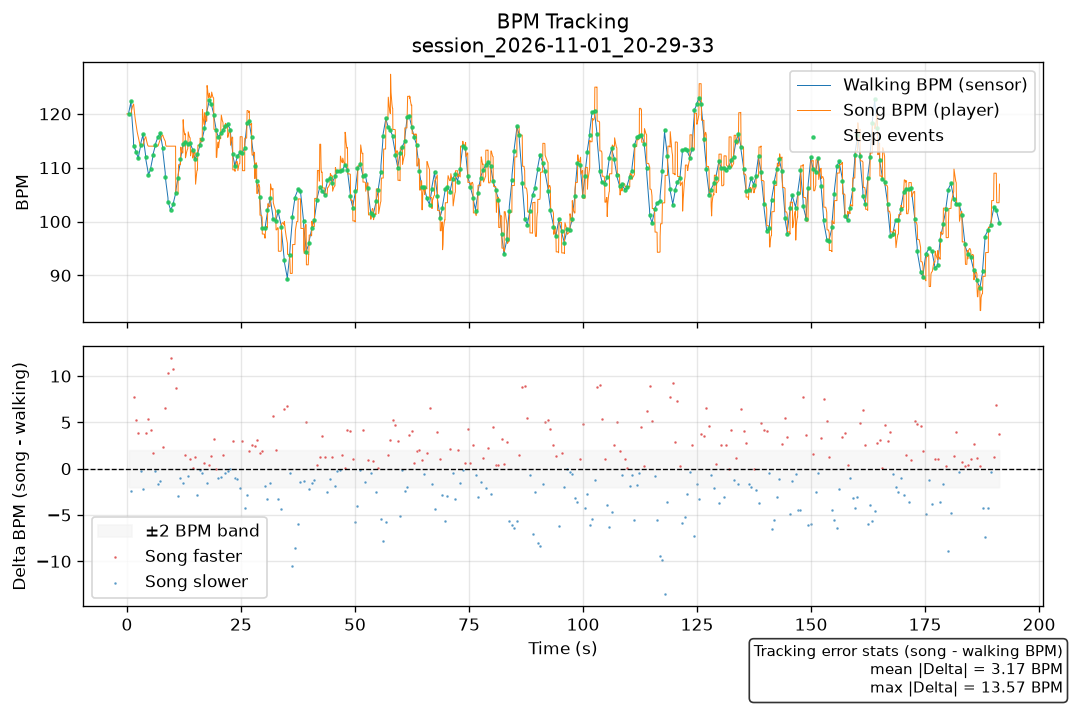 BPM Tracking
session_2026-11-01_20-29-33
BPM
120
110
100
90
Walking BPM (sensor)
Song BPM (player)
Step events
Delta BPM (song - walking)
10
5
0
−5
−10
±2 BPM band
Song faster
Song slower
0 25 50 75 100 125 150 175 200
Time (s)
Tracking error stats (song - walking BPM)
mean |Delta| = 3.17 BPM
max |Delta| = 13.57 BPM